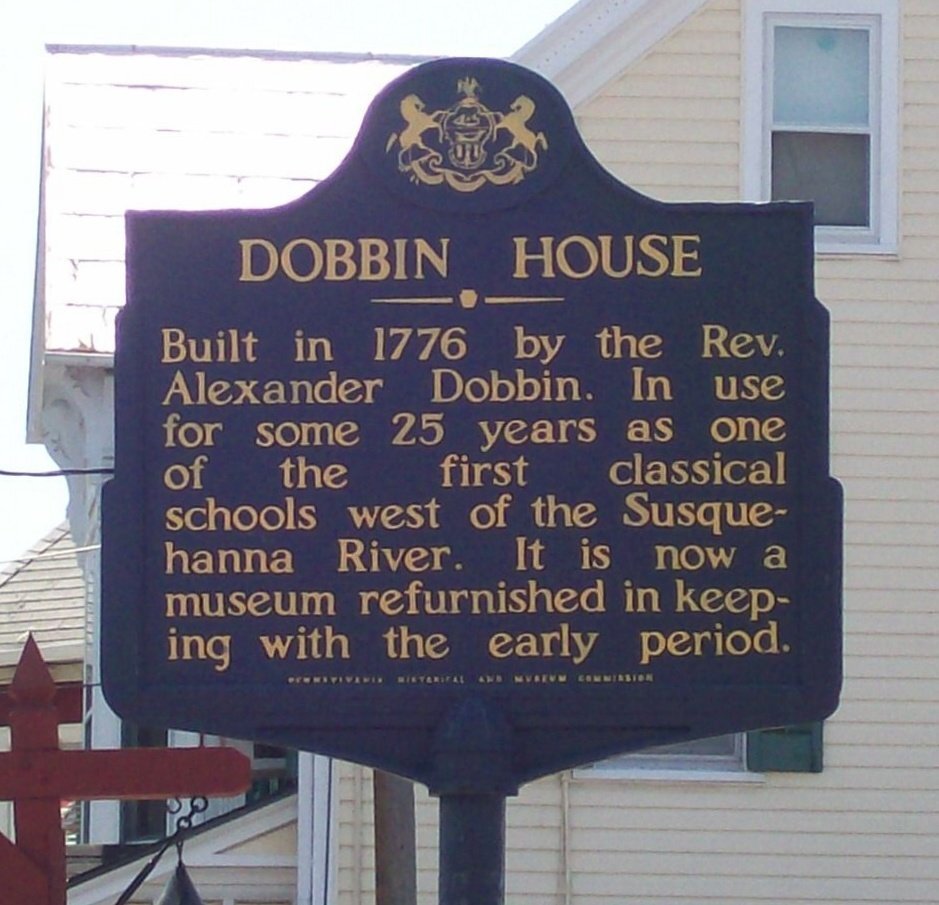 DOBBIN HOUSE
Built in 1776 by the Rev.
Alexander Dobbin. In use
for some 25 years as one
of the first classical
schools west of the Susque-
hanna River. It is now a
museum refurnished in keep-
ing with the early period.
PENNSYLVANIA HISTORICAL AND MUSEUM COMMISSION